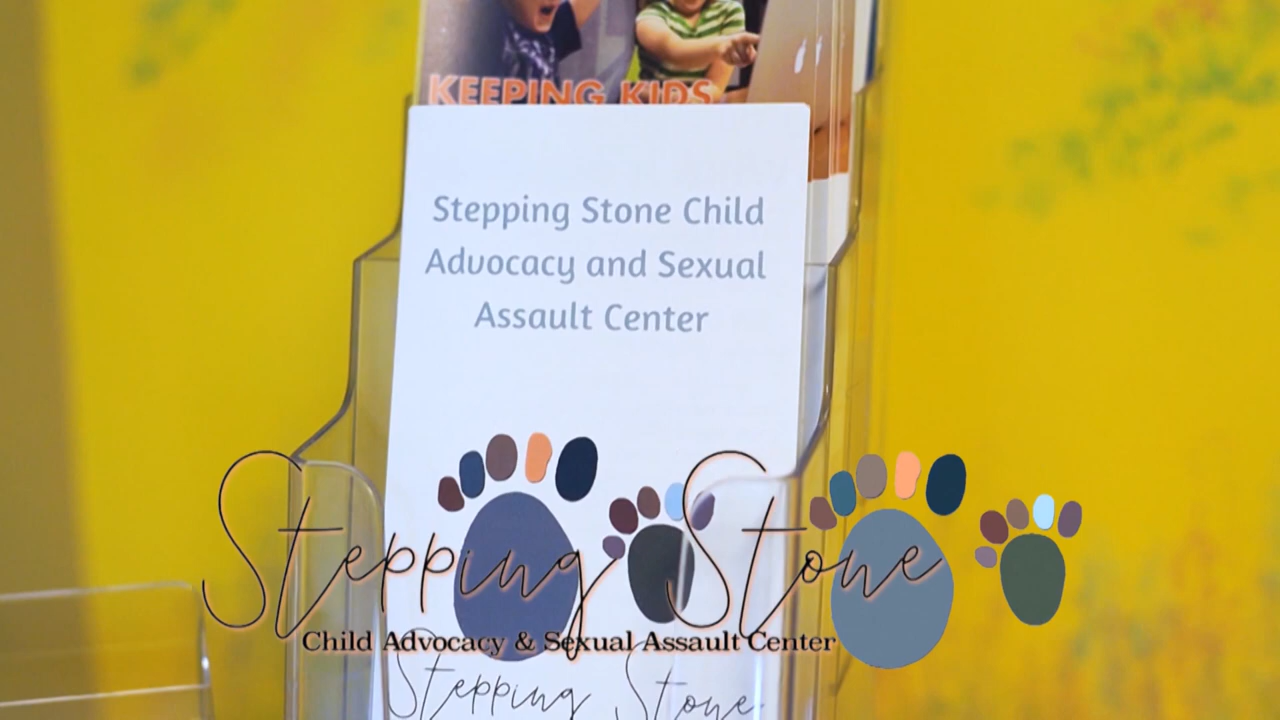 KEEPING KIDS
Stepping Stone Child
Advocacy and Sexual
Assault Center
Stepping Stone
Child Advocacy & Sexual Assault Center
Stepping Stone